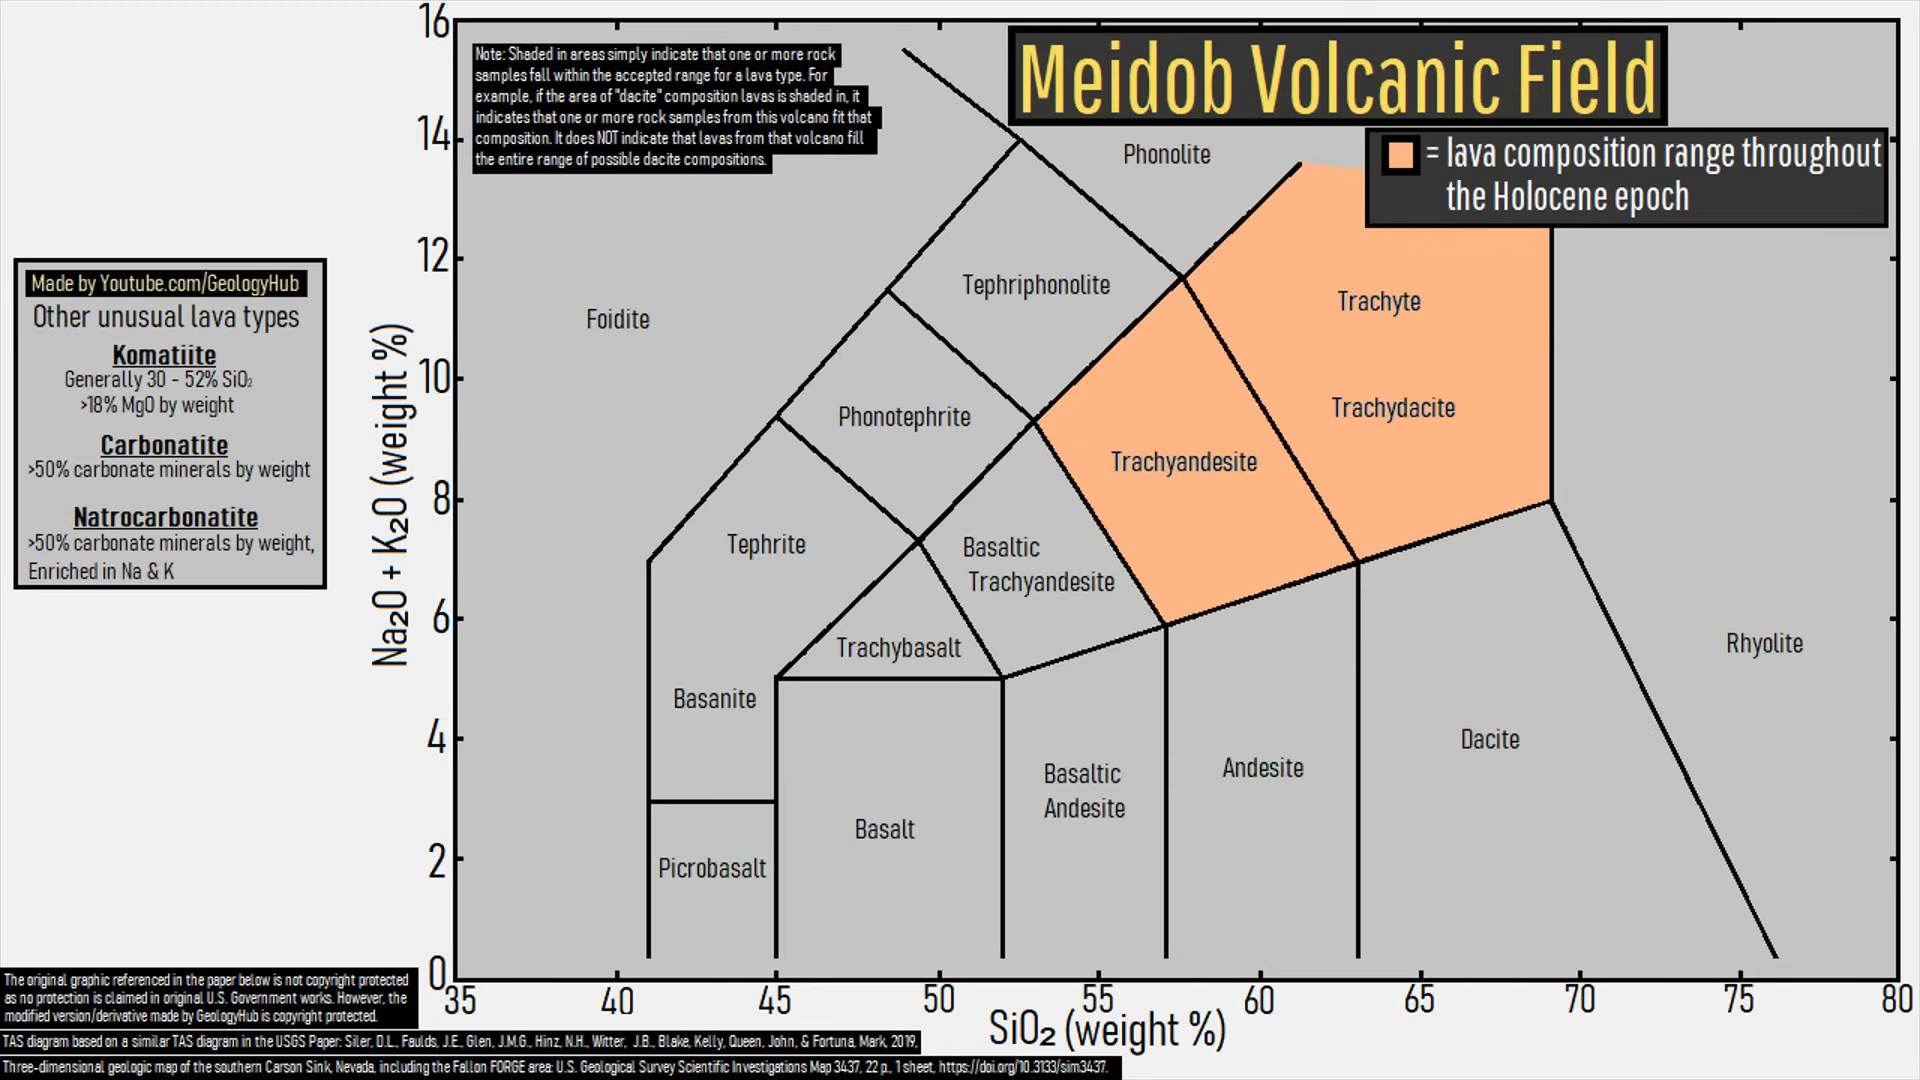 Meidob Volcanic Field
= lava composition range throughout
the Holocene epoch
Note: Shaded in areas simply indicate that one or more rock
samples fall within the accepted range for a lava type. For
example, if the area of "dacite" composition lavas is shaded in, it
indicates that one or more rock samples from this volcano fit that
composition. It does NOT indicate that lavas from that volcano fill
the entire range of possible dacite compositions.
Made by Youtube.com/GeologyHub
Other unusual lava types
Komatiite
Generally 30 - 52% SiO₂
>18% MgO by weight
Carbonatite
>50% carbonate minerals by weight
Natrocarbonatite
>50% carbonate minerals by weight,
Enriched in Na & K
Na₂O + K₂O (weight %)
16
14
12
10
8
6
4
2
0
Phonolite
Tephriphonolite
Foidite
Trachyte
Trachydacite
Phonotephrite
Trachyandesite
Tephrite
Basaltic
Trachyandesite
Trachybasalt
Rhyolite
Basanite
Dacite
Andesite
Basaltic
Andesite
Basalt
Picrobasalt
35 40 45 50 55 60 65 70 75 80
SiO₂ (weight %)
The original graphic referenced in the paper below is not copyright protected
as no protection is claimed in original U.S. Government works. However, the
modified version/derivative made by GeologyHub is copyright protected.
TAS diagram based on a similar TAS diagram in the USGS Paper: Siler, D.L., Faulds, J.E., Glen, J.M.G., Hinz, N.H., Witter, J.B., Blake, Kelly, Queen, John, & Fortuna, Mark, 2019,
Three-dimensional geologic map of the southern Carson Sink, Nevada, including the Fallon FORGE area: U.S. Geological Survey Scientific Investigations Map 3437, 22 p., 1 sheet, https://doi.org/10.3133/sim3437.